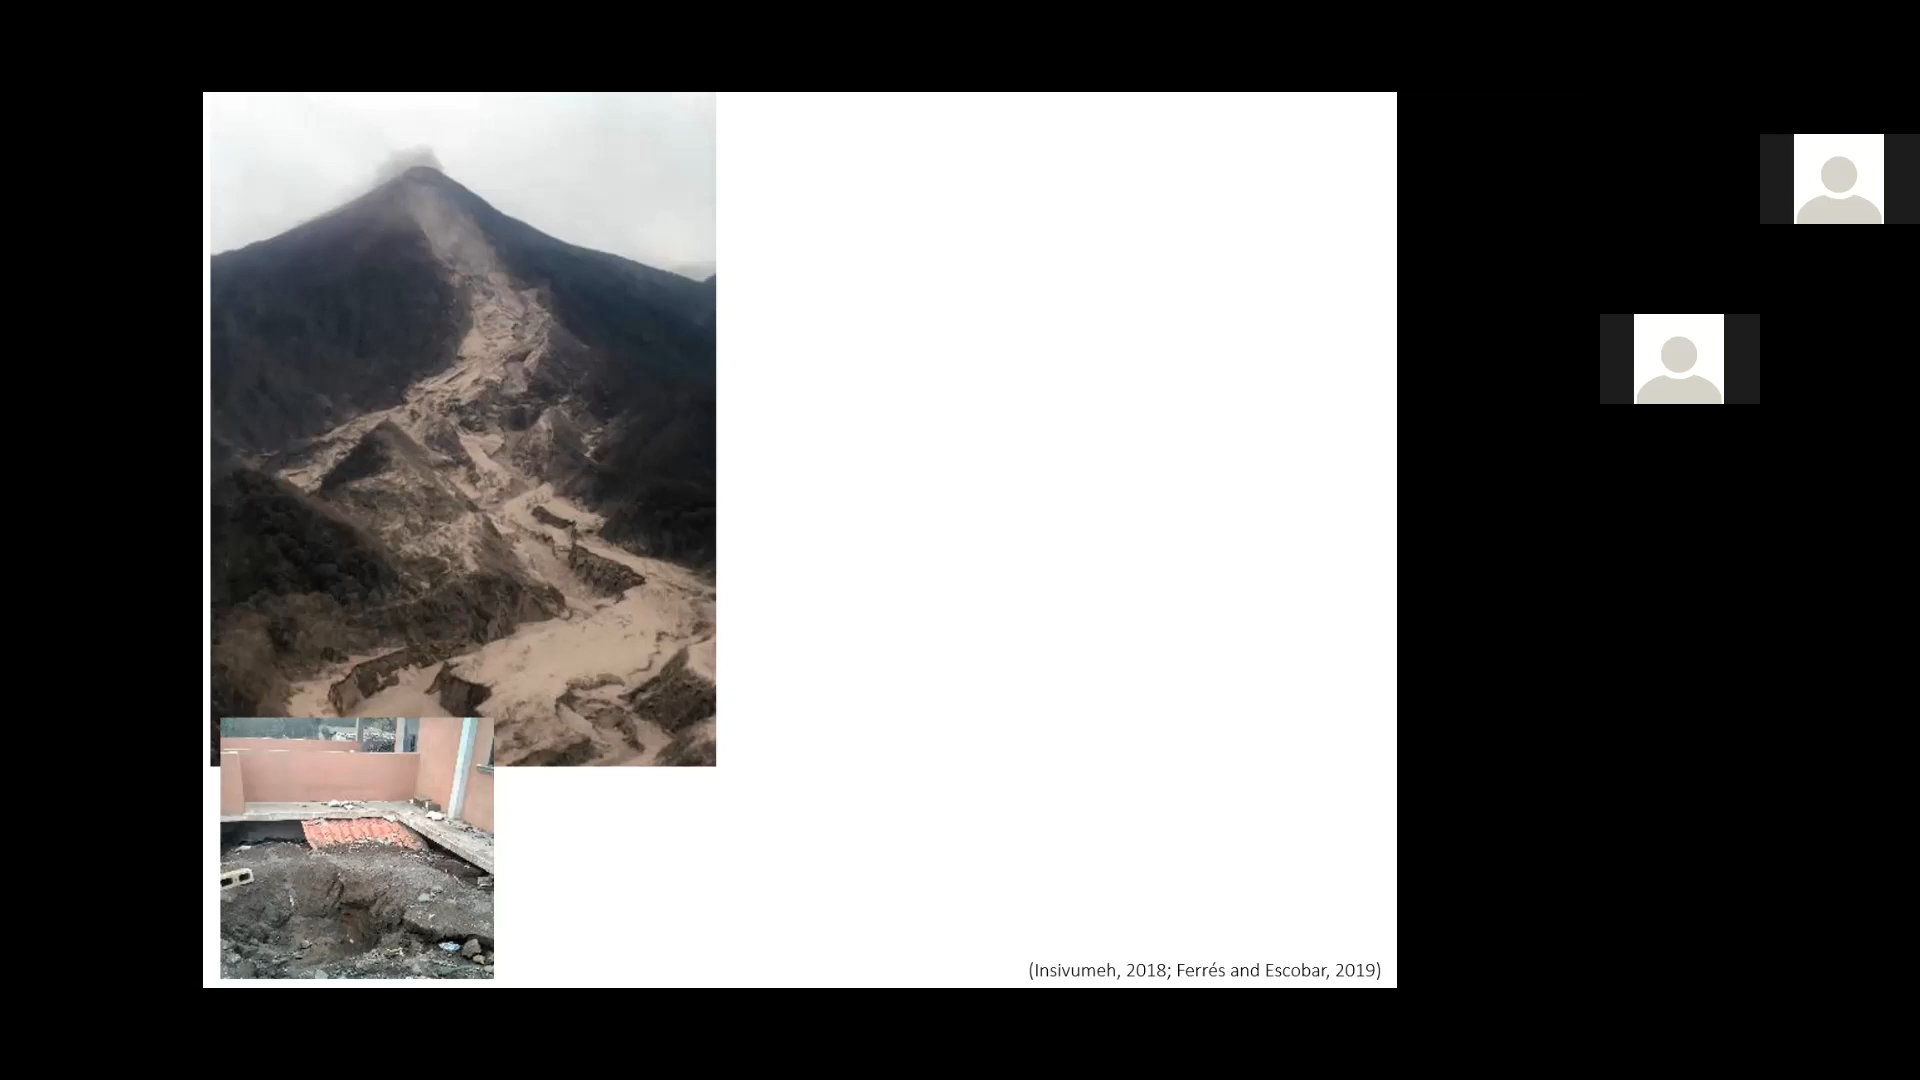 (Insivumeh, 2018; Ferrés and Escobar, 2019)